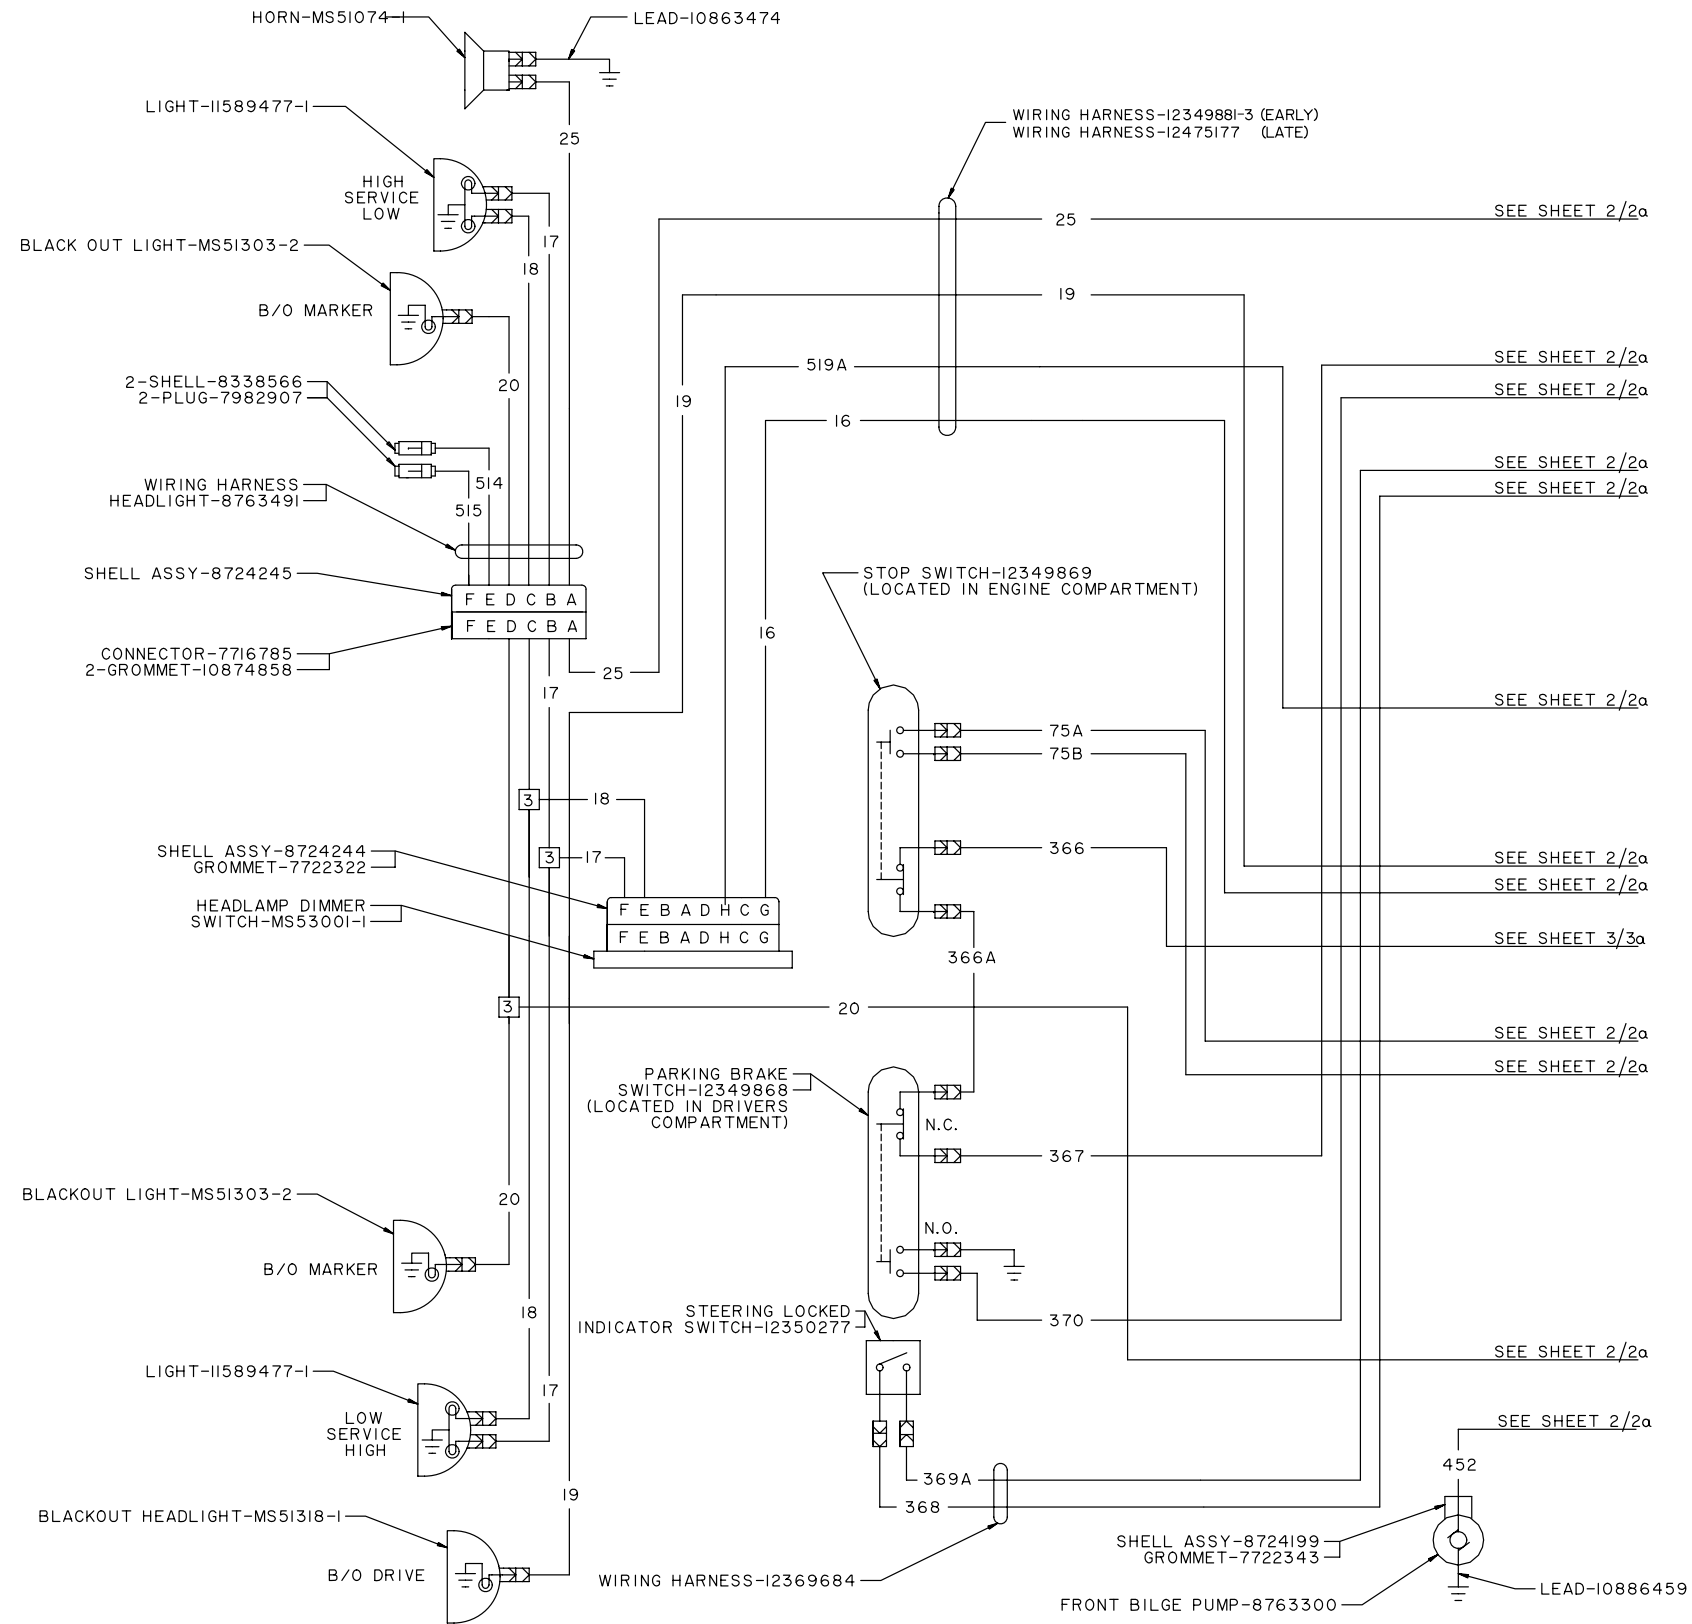 HORN-MS51074-1
LEAD-10863474
LIGHT-11589477-1
25
WIRING HARNESS-12349881-3 (EARLY)
WIRING HARNESS-12475177 (LATE)
HIGH
SERVICE
LOW
25
SEE SHEET 2/2a
BLACK OUT LIGHT-MS51303-2
17
18
B/O MARKER
19
519A
SEE SHEET 2/2a
2-SHELL-8338566
2-PLUG-7982907
20
19
SEE SHEET 2/2a
16
WIRING HARNESS
HEADLIGHT-8763491
514
515
SEE SHEET 2/2a
SEE SHEET 2/2a
SHELL ASSY-8724245
F E D C B A
F E D C B A
STOP SWITCH-12349869
(LOCATED IN ENGINE COMPARTMENT)
CONNECTOR-7716785
2-GROMMET-10874858
16
25
17
SEE SHEET 2/2a
75A
75B
3
18
SHELL ASSY-8724244
GROMMET-7722322
3
17
366
SEE SHEET 2/2a
SEE SHEET 2/2a
HEADLAMP DIMMER
SWITCH-MS53001-1
F E B A D H C G
F E B A D H C G
366A
SEE SHEET 3/3a
3
20
SEE SHEET 2/2a
SEE SHEET 2/2a
PARKING BRAKE
SWITCH-12349868
(LOCATED IN DRIVERS
COMPARTMENT)
N.C.
367
BLACKOUT LIGHT-MS51303-2
20
N.O.
B/O MARKER
18
STEERING LOCKED
INDICATOR SWITCH-12350277
370
SEE SHEET 2/2a
LIGHT-11589477-1
17
LOW
SERVICE
HIGH
SEE SHEET 2/2a
452
369A
368
19
BLACKOUT HEADLIGHT-MS51318-1
B/O DRIVE
WIRING HARNESS-12369684
SHELL ASSY-8724199
GROMMET-7722343
LEAD-10886459
FRONT BILGE PUMP-8763300